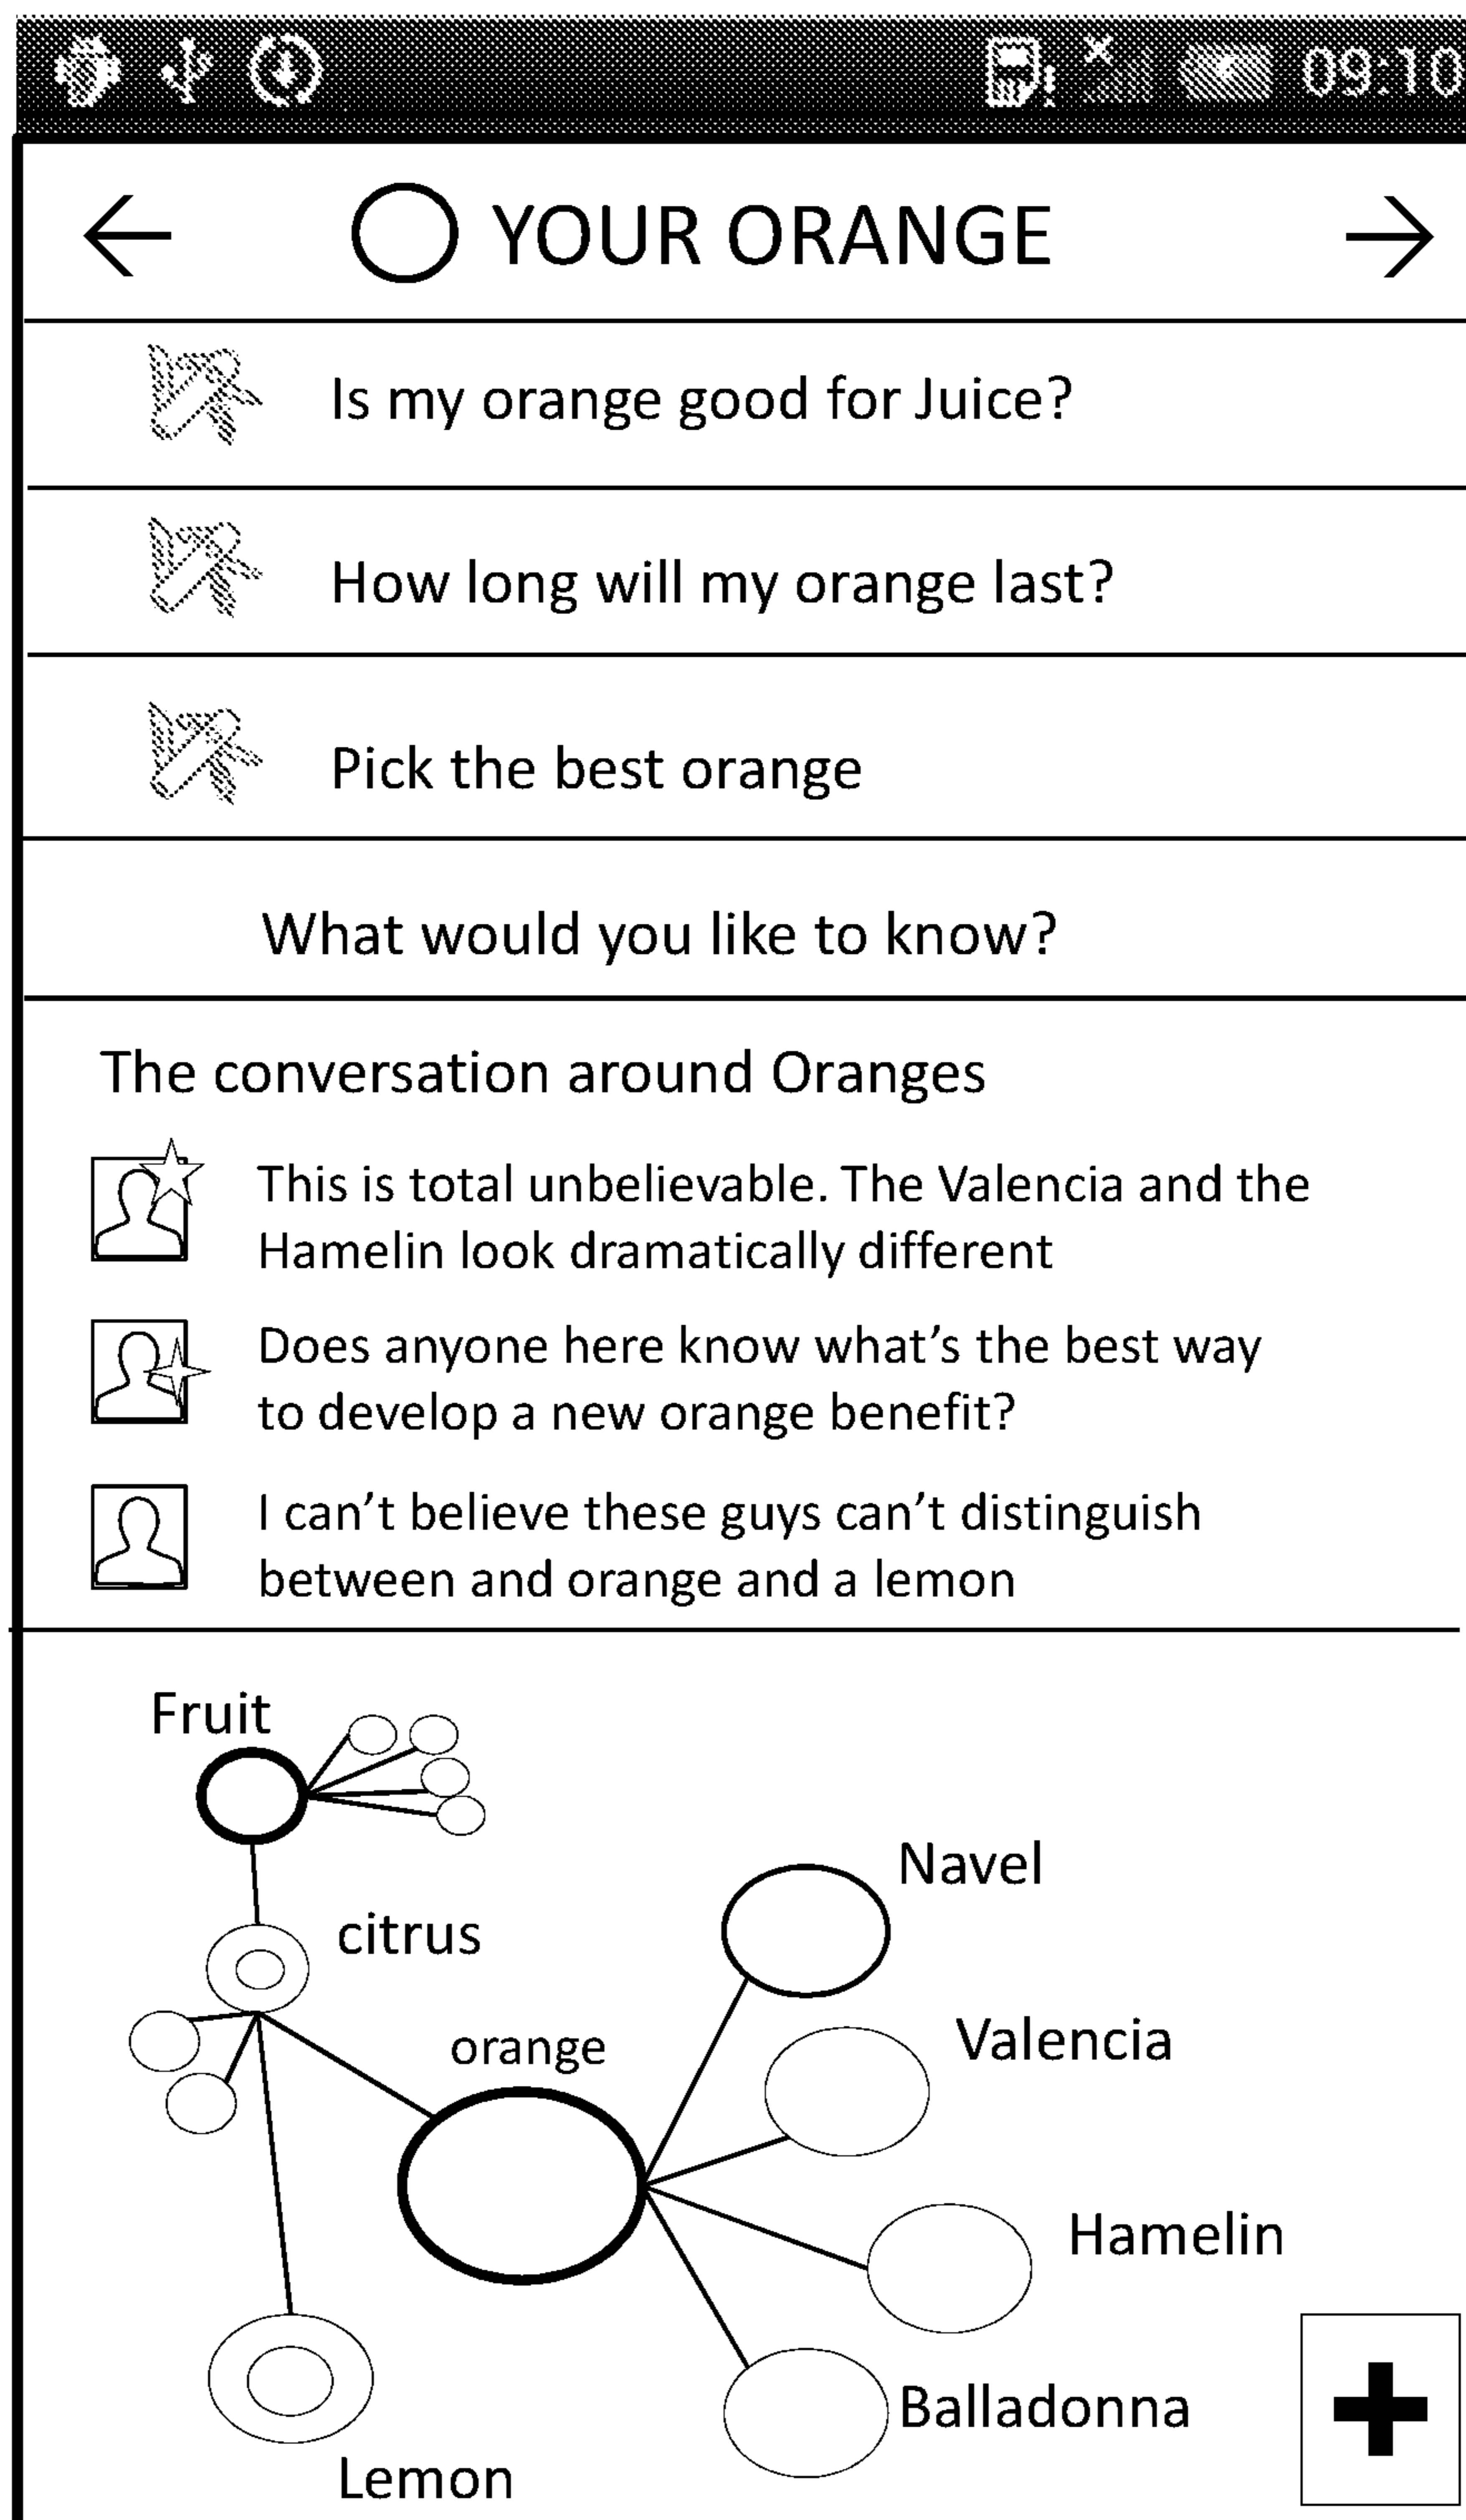 09:10
YOUR ORANGE
Is my orange good for Juice?
How long will my orange last?
Pick the best orange
What would you like to know?
The conversation around Oranges
This is total unbelievable. The Valencia and the
Hamelin look dramatically different
Does anyone here know what’s the best way
to develop a new orange benefit?
I can’t believe these guys can’t distinguish
between and orange and a lemon
Fruit
Navel
citrus
Valencia
orange
Hamelin
Balladonna
Lemon